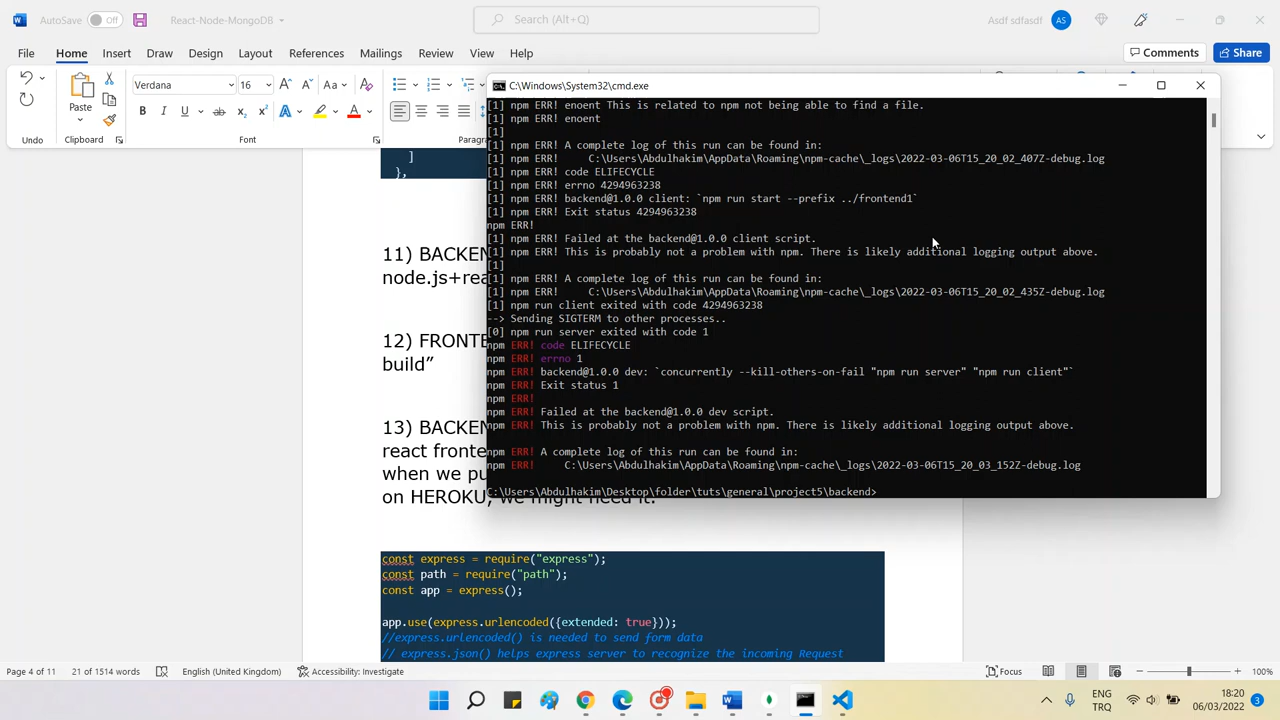 AutoSave
Off
React-Node-MongoDB
Search (Alt+Q)
Asdf sdfasdf
AS
File
Home
Insert
Draw
Design
Layout
References
Mailings
Review
View
Help
Comments
Share
Undo
Paste
Clipboard
Verdana
16
Font
Paragra
]
},
11) BACKEN
node.js+rea
12) FRONTE
build”
13) BACKEN
react fronte
when we pu
on HEROKU, we might need it.
const express = require("express");
const path = require("path");
const app = express();
app.use(express.urlencoded({extended: true}));
//express.urlencoded() is needed to send form data
// express.json() helps express server to recognize the incoming Request
C:\Windows\System32\cmd.exe
[1] npm ERR! enoent This is related to npm not being able to find a file.
[1] npm ERR! enoent
[1]
[1] npm ERR! A complete log of this run can be found in:
[1] npm ERR!     C:\Users\Abdulhakim\AppData\Roaming\npm-cache\_logs\2022-03-06T15_20_02_407Z-debug.log
[1] npm ERR! code ELIFECYCLE
[1] npm ERR! errno 4294963238
[1] npm ERR! backend@1.0.0 client: `npm run start --prefix ../frontend1`
[1] npm ERR! Exit status 4294963238
npm ERR!
[1] npm ERR! Failed at the backend@1.0.0 client script.
[1] npm ERR! This is probably not a problem with npm. There is likely additional logging output above.
[1]
[1] npm ERR! A complete log of this run can be found in:
[1] npm ERR!     C:\Users\Abdulhakim\AppData\Roaming\npm-cache\_logs\2022-03-06T15_20_02_435Z-debug.log
npm run client exited with code 4294963238
--> Sending SIGTERM to other processes..
[0] npm run server exited with code 1
npm ERR! code ELIFECYCLE
npm ERR! errno 1
npm ERR! backend@1.0.0 dev: `concurrently --kill-others-on-fail "npm run server" "npm run client"`
npm ERR! Exit status 1
npm ERR!
npm ERR! Failed at the backend@1.0.0 dev script.
npm ERR! This is probably not a problem with npm. There is likely additional logging output above.
npm ERR! A complete log of this run can be found in:
npm ERR!     C:\Users\Abdulhakim\AppData\Roaming\npm-cache\_logs\2022-03-06T15_20_03_152Z-debug.log
C:\Users\Abdulhakim\Desktop\folder\tuts\general\project5\backend>
Page 4 of 11
21 of 1514 words
English (United Kingdom)
Accessibility: Investigate
Focus
100%
ENG
TRQ
18:20
06/03/2022
3